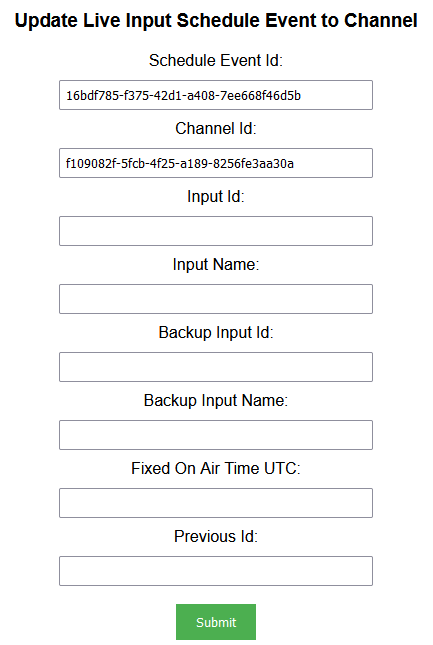 Update Live Input Schedule Event to Channel
Schedule Event Id:
16bdf785-f375-42d1-a408-7ee668f46d5b
Channel Id:
f109082f-5fcb-4f25-a189-8256fe3aa30a
Input Id:
Input Name:
Backup Input Id:
Backup Input Name:
Fixed On Air Time UTC:
Previous Id:
Submit